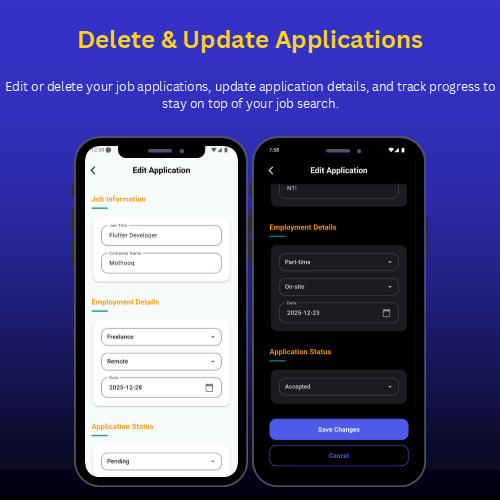 Delete & Update Applications
Edit or delete your job applications, update application details, and track progress to
stay on top of your job search.
12:38
Edit Application
Job Information
Job Title
Flutter Developer
Company Name
Mothooq
Employment Details
Freelance
Remote
Date
2025-12-28
Application Status
Pending
7:58
Edit Application
NTI
Employment Details
Part-time
On-site
Date
2025-12-23
Application Status
Accepted
Save Changes
Cancel